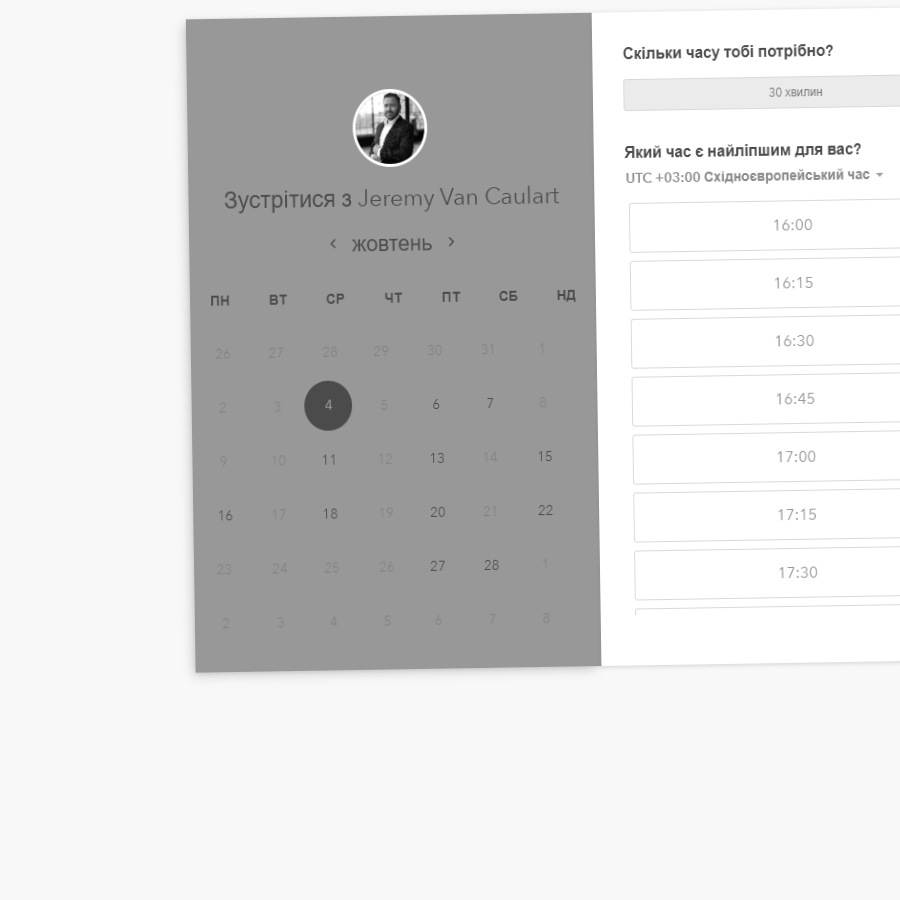 Зустрітися з Jeremy Van Caulart
‹ жовтень ›
ПН ВТ СР ЧТ ПТ СБ НД
26 27 28 29 30 31 1
2 3 4 5 6 7 8
9 10 11 12 13 14 15
16 17 18 19 20 21 22
23 24 25 26 27 28 1
2 3 4 5 6 7 8
Скільки часу тобі потрібно?
30 хвилин
Який час є найліпшим для вас?
UTC +03:00 Східноєвропейський час
16:00
16:15
16:30
16:45
17:00
17:15
17:30